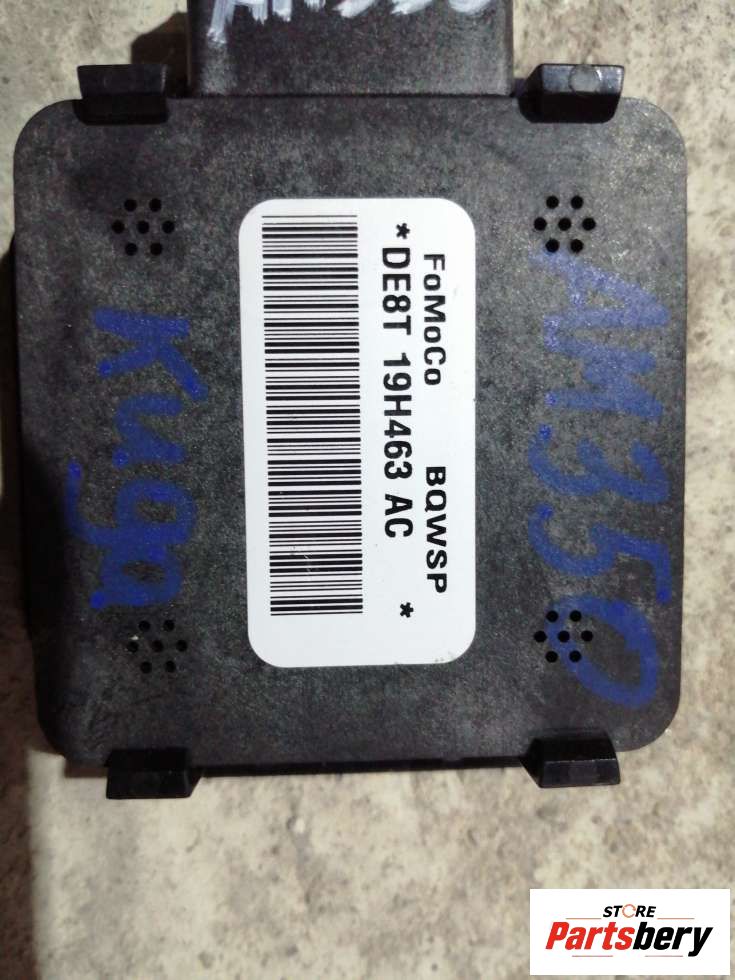 FoMoCo BQWSP
*DE8T 19H463 AC *
AM350
Kuga
STORE
Partsbery